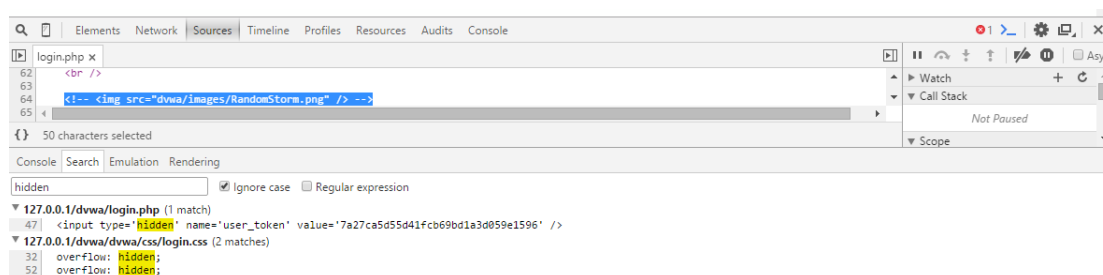 Elements Network Sources Timeline Profiles Resources Audits Console 1
login.php × Asy
62 <br />
63
64 <!-- <img src="dvwa/images/RandomStorm.png" /> -->
65
{} 50 characters selected
Watch
Call Stack
Not Paused
Scope
Console Search Emulation Rendering
hidden Ignore case Regular expression
127.0.0.1/dvwa/login.php (1 match)
47 <input type='hidden' name='user_token' value='7a27ca5d55d41fcb69bd1a3d059e1596' />
127.0.0.1/dvwa/dvwa/css/login.css (2 matches)
32 overflow: hidden;
52 overflow: hidden;